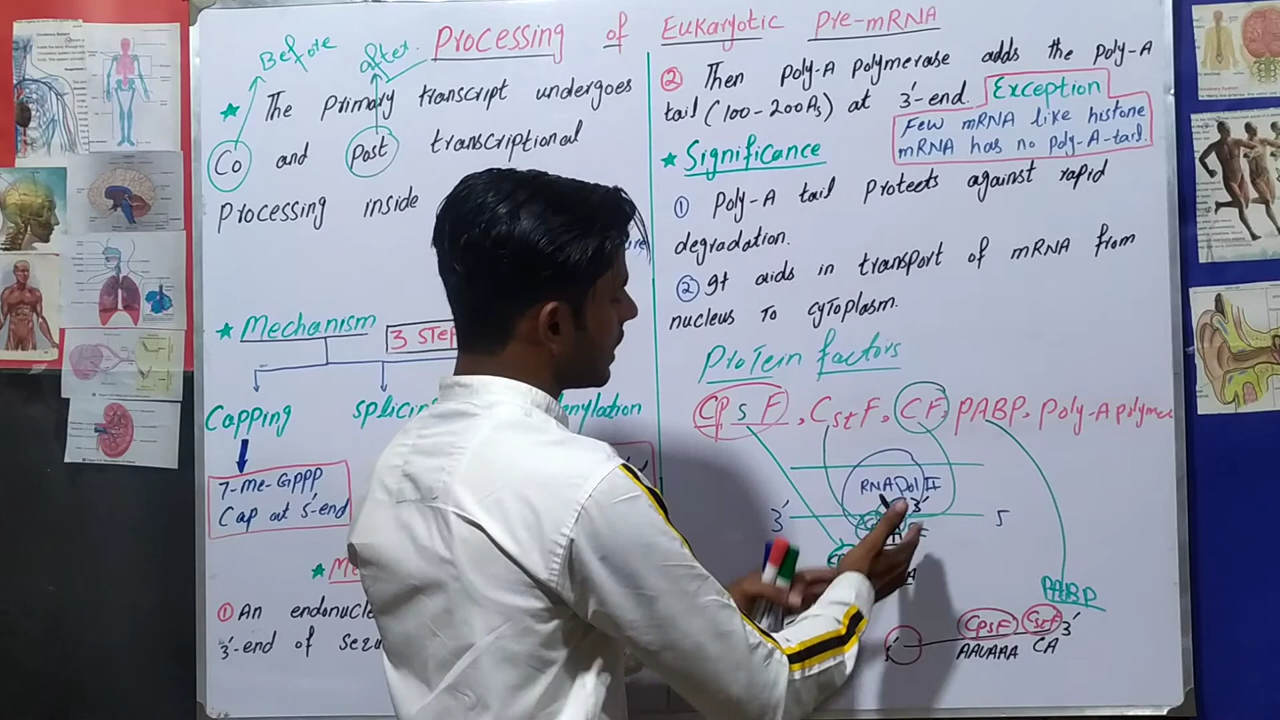 Processing of Eukaryotic Pre-mRNA
Before
after
The Primary transcript undergoes
Co and Post transcriptional
Processing inside
Mechanism
3 STEP
Capping
splicin
enylation
7-me-Gppp
Cap at 5'-end
① An endonucle
3'-end of sequ
② Then poly-A polymerase adds the poly-A
tail (100-200As) at 3'-end.
Exception
Few mRNA like histone
mRNA has no poly-A-tail.
Significance
① Poly-A tail Protects against rapid
degradation.
② It aids in transport of mRNA from
nucleus To cytoplasm.
Protein factors
CPSF, CstF, CF, PABP, Poly-A polyme
RNA Pol II
3'
3' 5
PABP
CPSF CstF 3'
AAUAAA CA